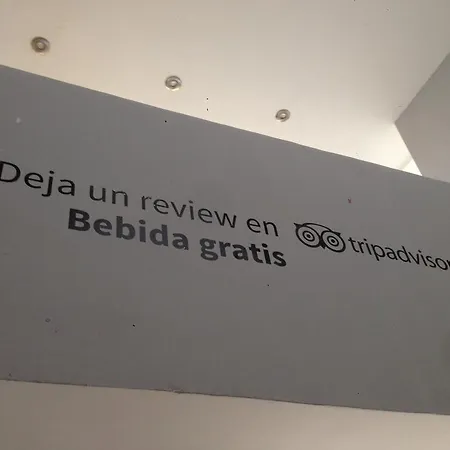 Deja un review en tripadvisor
Bebida gratis